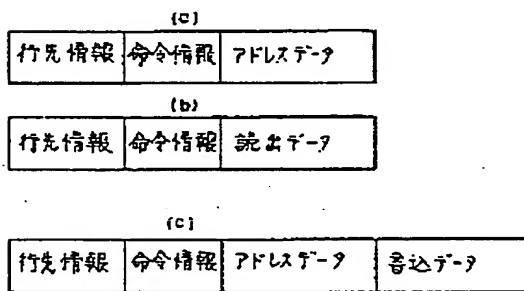 (a)
行先情報 命令情報 アドレスデータ
(b)
行先情報 命令情報 読出データ
(c)
行先情報 命令情報 アドレスデータ 書込データ